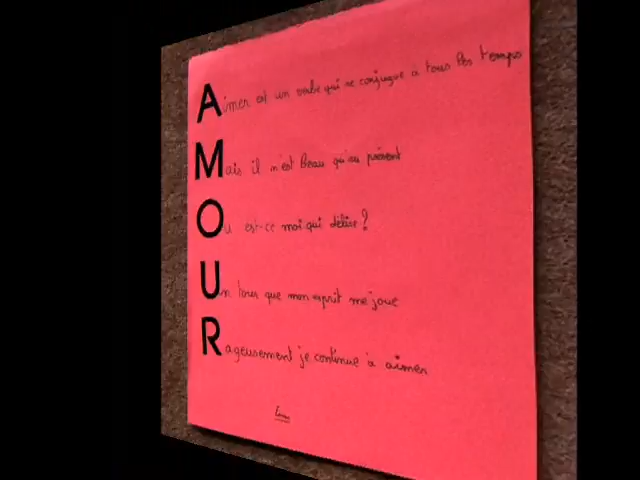 Aimer est un verbe qui se conjugue à tous les temps
Mais il n'est Beau qu'au présent
Ou est-ce moi qui délire ?
Un tour que mon esprit me joue
Rageusement je continue à aimer